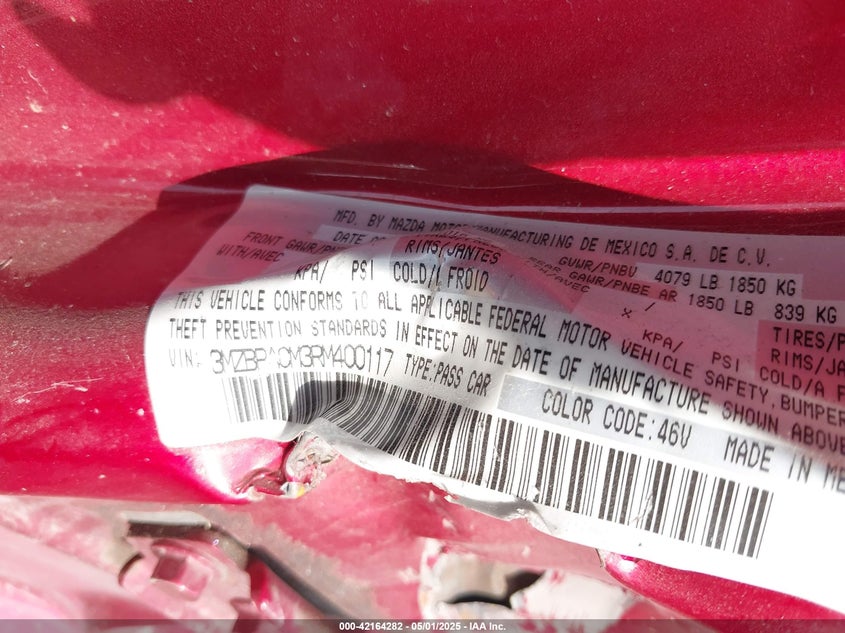 MFD. BY MAZDA MOTOR MANUFACTURING DE MEXICO S.A. DE C.V.
DATE OF
GVWR/PNBV 4079 LB 1850 KG
FRONT GAWR/PNBE
REAR GAWR/PNBE AR 1850 LB 839 KG
WITH/AVEC RIMS/JANTES
X TIRES/P
KPA/ PSI COLD/A FROID
KPA/ PSI RIMS/JA
COLD/A F
THIS VEHICLE CONFORMS TO ALL APPLICABLE FEDERAL MOTOR VEHICLE SAFETY, BUMPER
THEFT PREVENTION STANDARDS IN EFFECT ON THE DATE OF MANUFACTURE SHOWN ABOVE
VIN: TYPE:PASS CAR
COLOR CODE:46V MADE IN ME
000-42164282 - 05/01/2025 - IAA Inc.